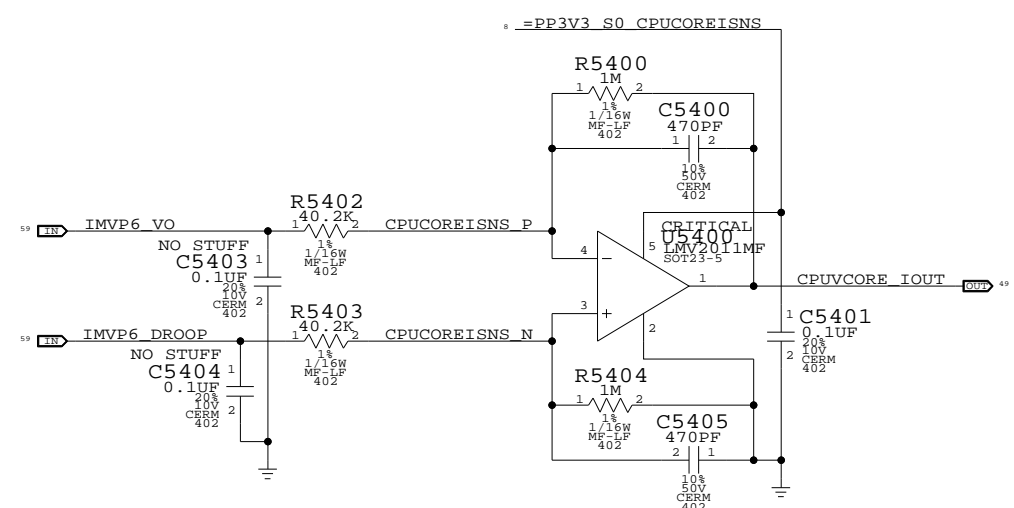 8 =PP3V3_S0_CPUCOREISNS
R5400
1M
1 2
1%
1/16W
MF-LF
402
C5400
470PF
1 2
10%
50V
CERM
402
R5402
40.2K
1 2
1%
1/16W
MF-LF
402
59 IN IMVP6_VO
CPUCOREISNS_P
NO STUFF
C5403
0.1UF
20%
10V
CERM
402
1
2
CRITICAL
U5400
LMV2011MF
SOT23-5
4
5
1
3
2
−
+
CPUVCORE_IOUT OUT 49
R5403
40.2K
1 2
1%
1/16W
MF-LF
402
59 IN IMVP6_DROOP
CPUCOREISNS_N
NO STUFF
C5404
0.1UF
20%
10V
CERM
402
1
2
C5401
0.1UF
20%
10V
CERM
402
1
2
R5404
1M
1 2
1%
1/16W
MF-LF
402
C5405
470PF
2 1
10%
50V
CERM
402